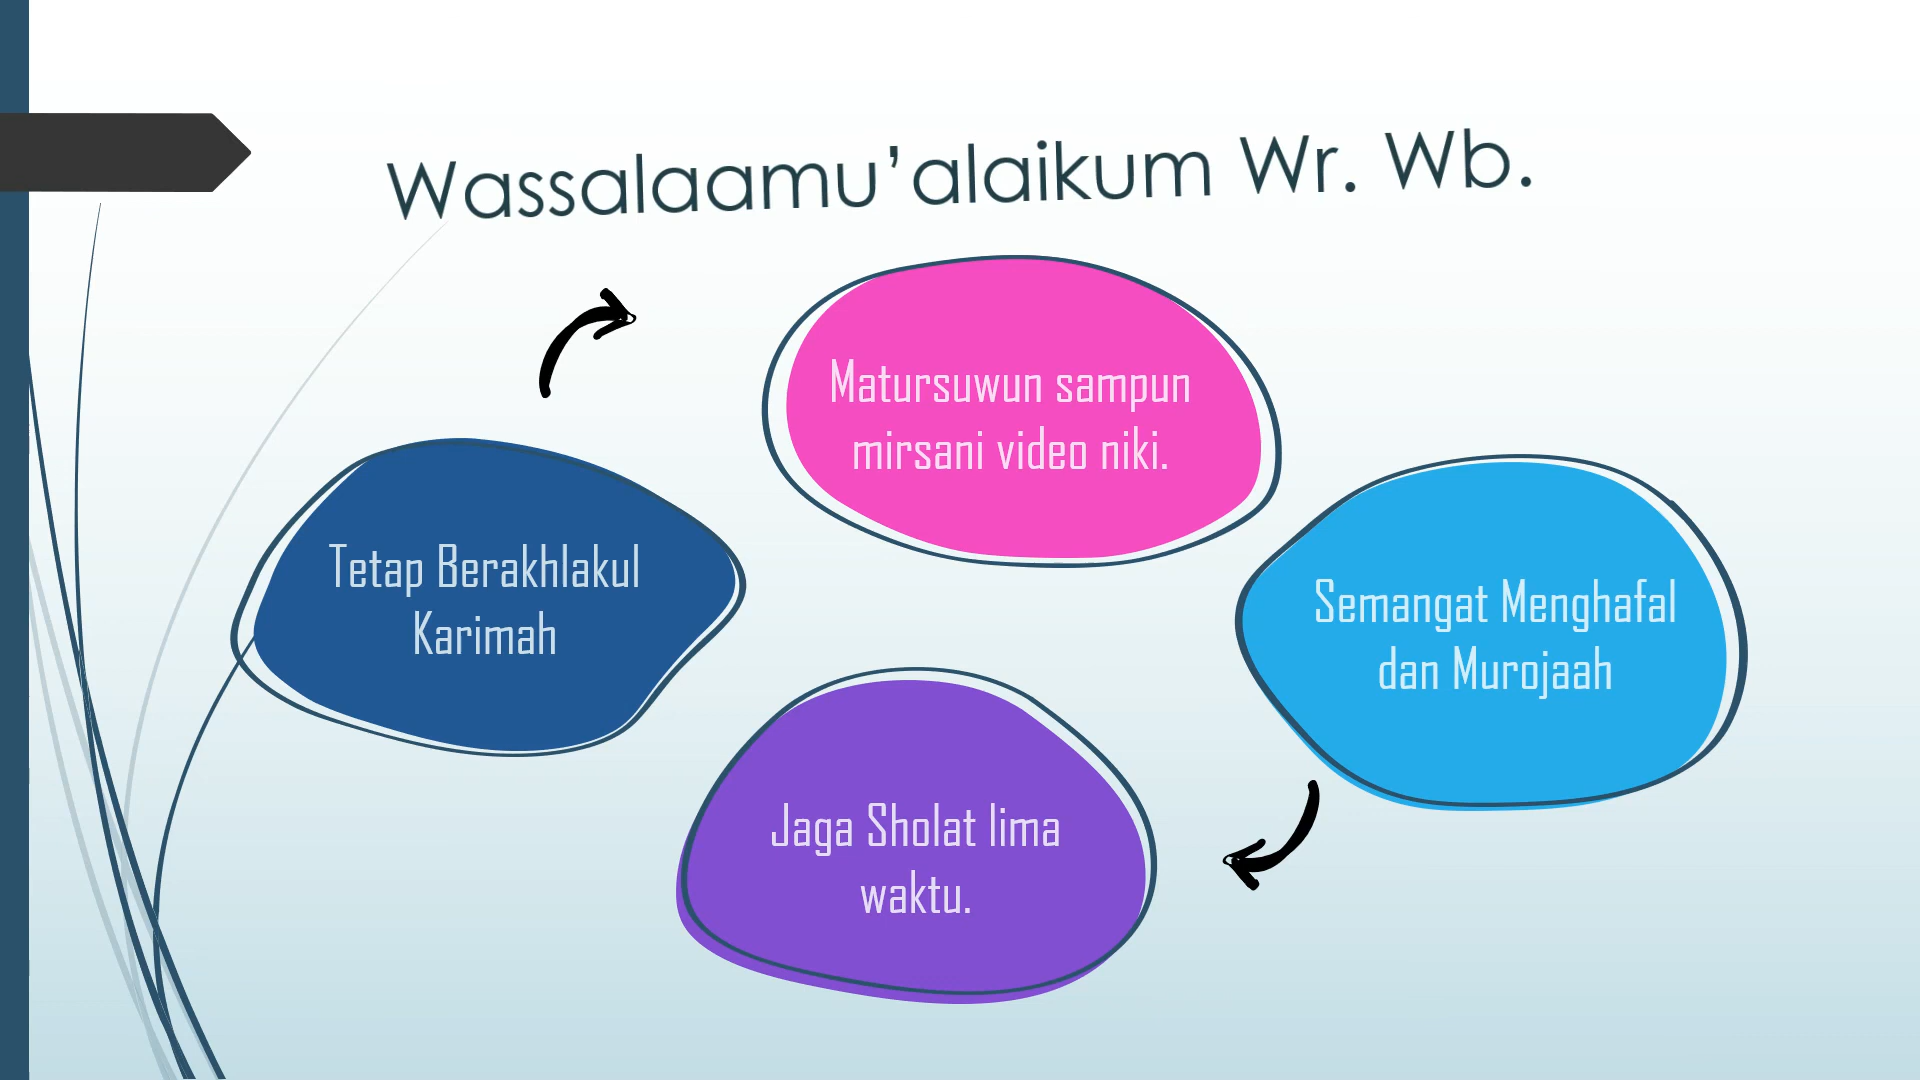 Wassalaamu’alaikum Wr. Wb.
Matursuwun sampun
mirsani video niki.
Tetap Berakhlakul
Karimah
Semangat Menghafal
dan Murojaah
Jaga Sholat lima
waktu.